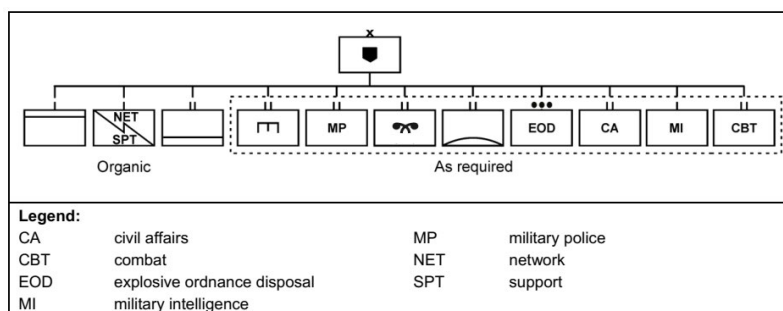 x
NET
SPT
MP
EOD
CA
MI
CBT
Organic
As required
Legend:
CA civil affairs
MP military police
CBT combat
NET network
EOD explosive ordnance disposal
SPT support
MI military intelligence